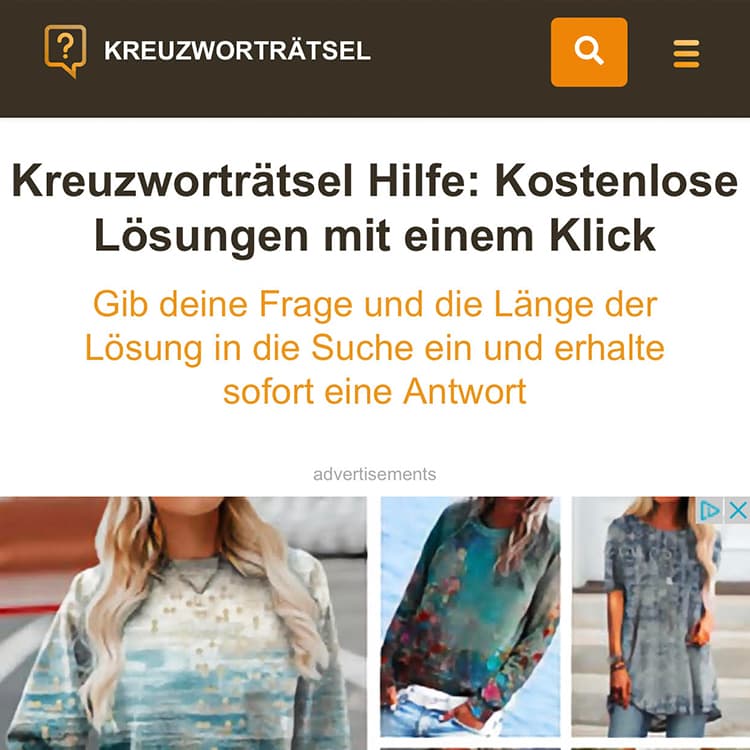 KREUZWORTRÄTSEL
Kreuzworträtsel Hilfe: Kostenlose
Lösungen mit einem Klick
Gib deine Frage und die Länge der
Lösung in die Suche ein und erhalte
sofort eine Antwort
advertisements